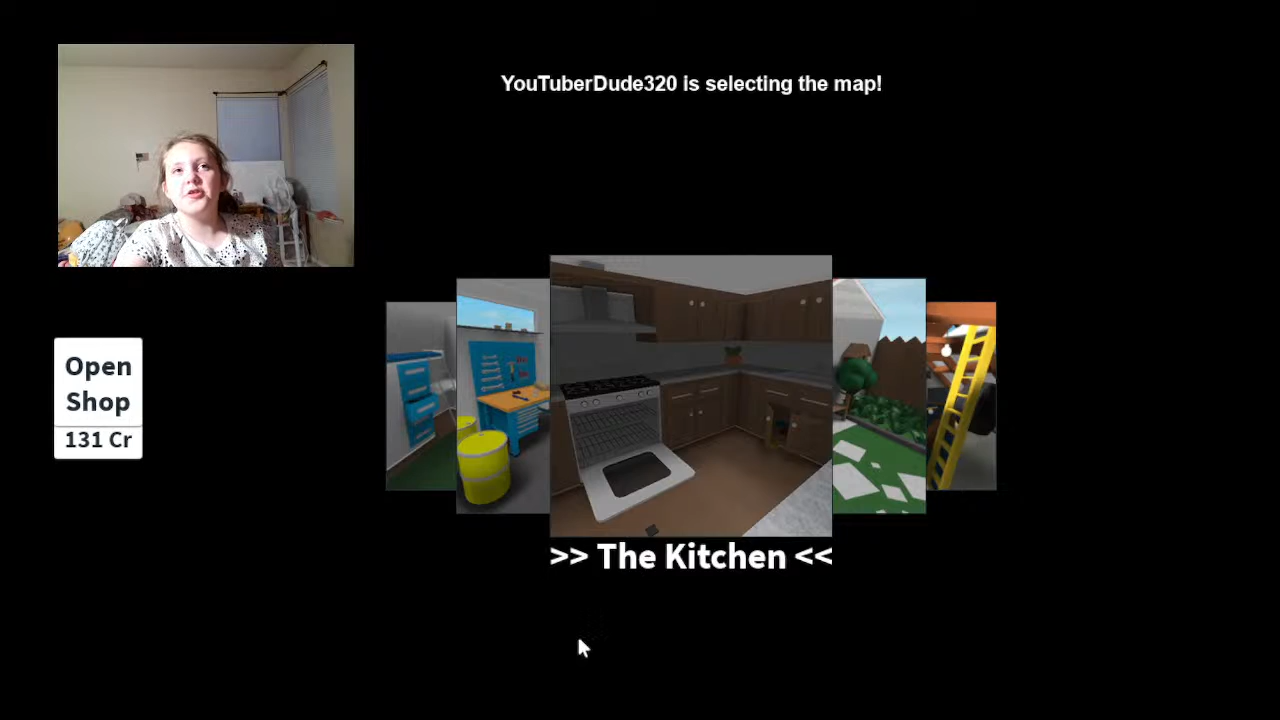 YouTuberDude320 is selecting the map!
Open
Shop
131 Cr
>> The Kitchen <<